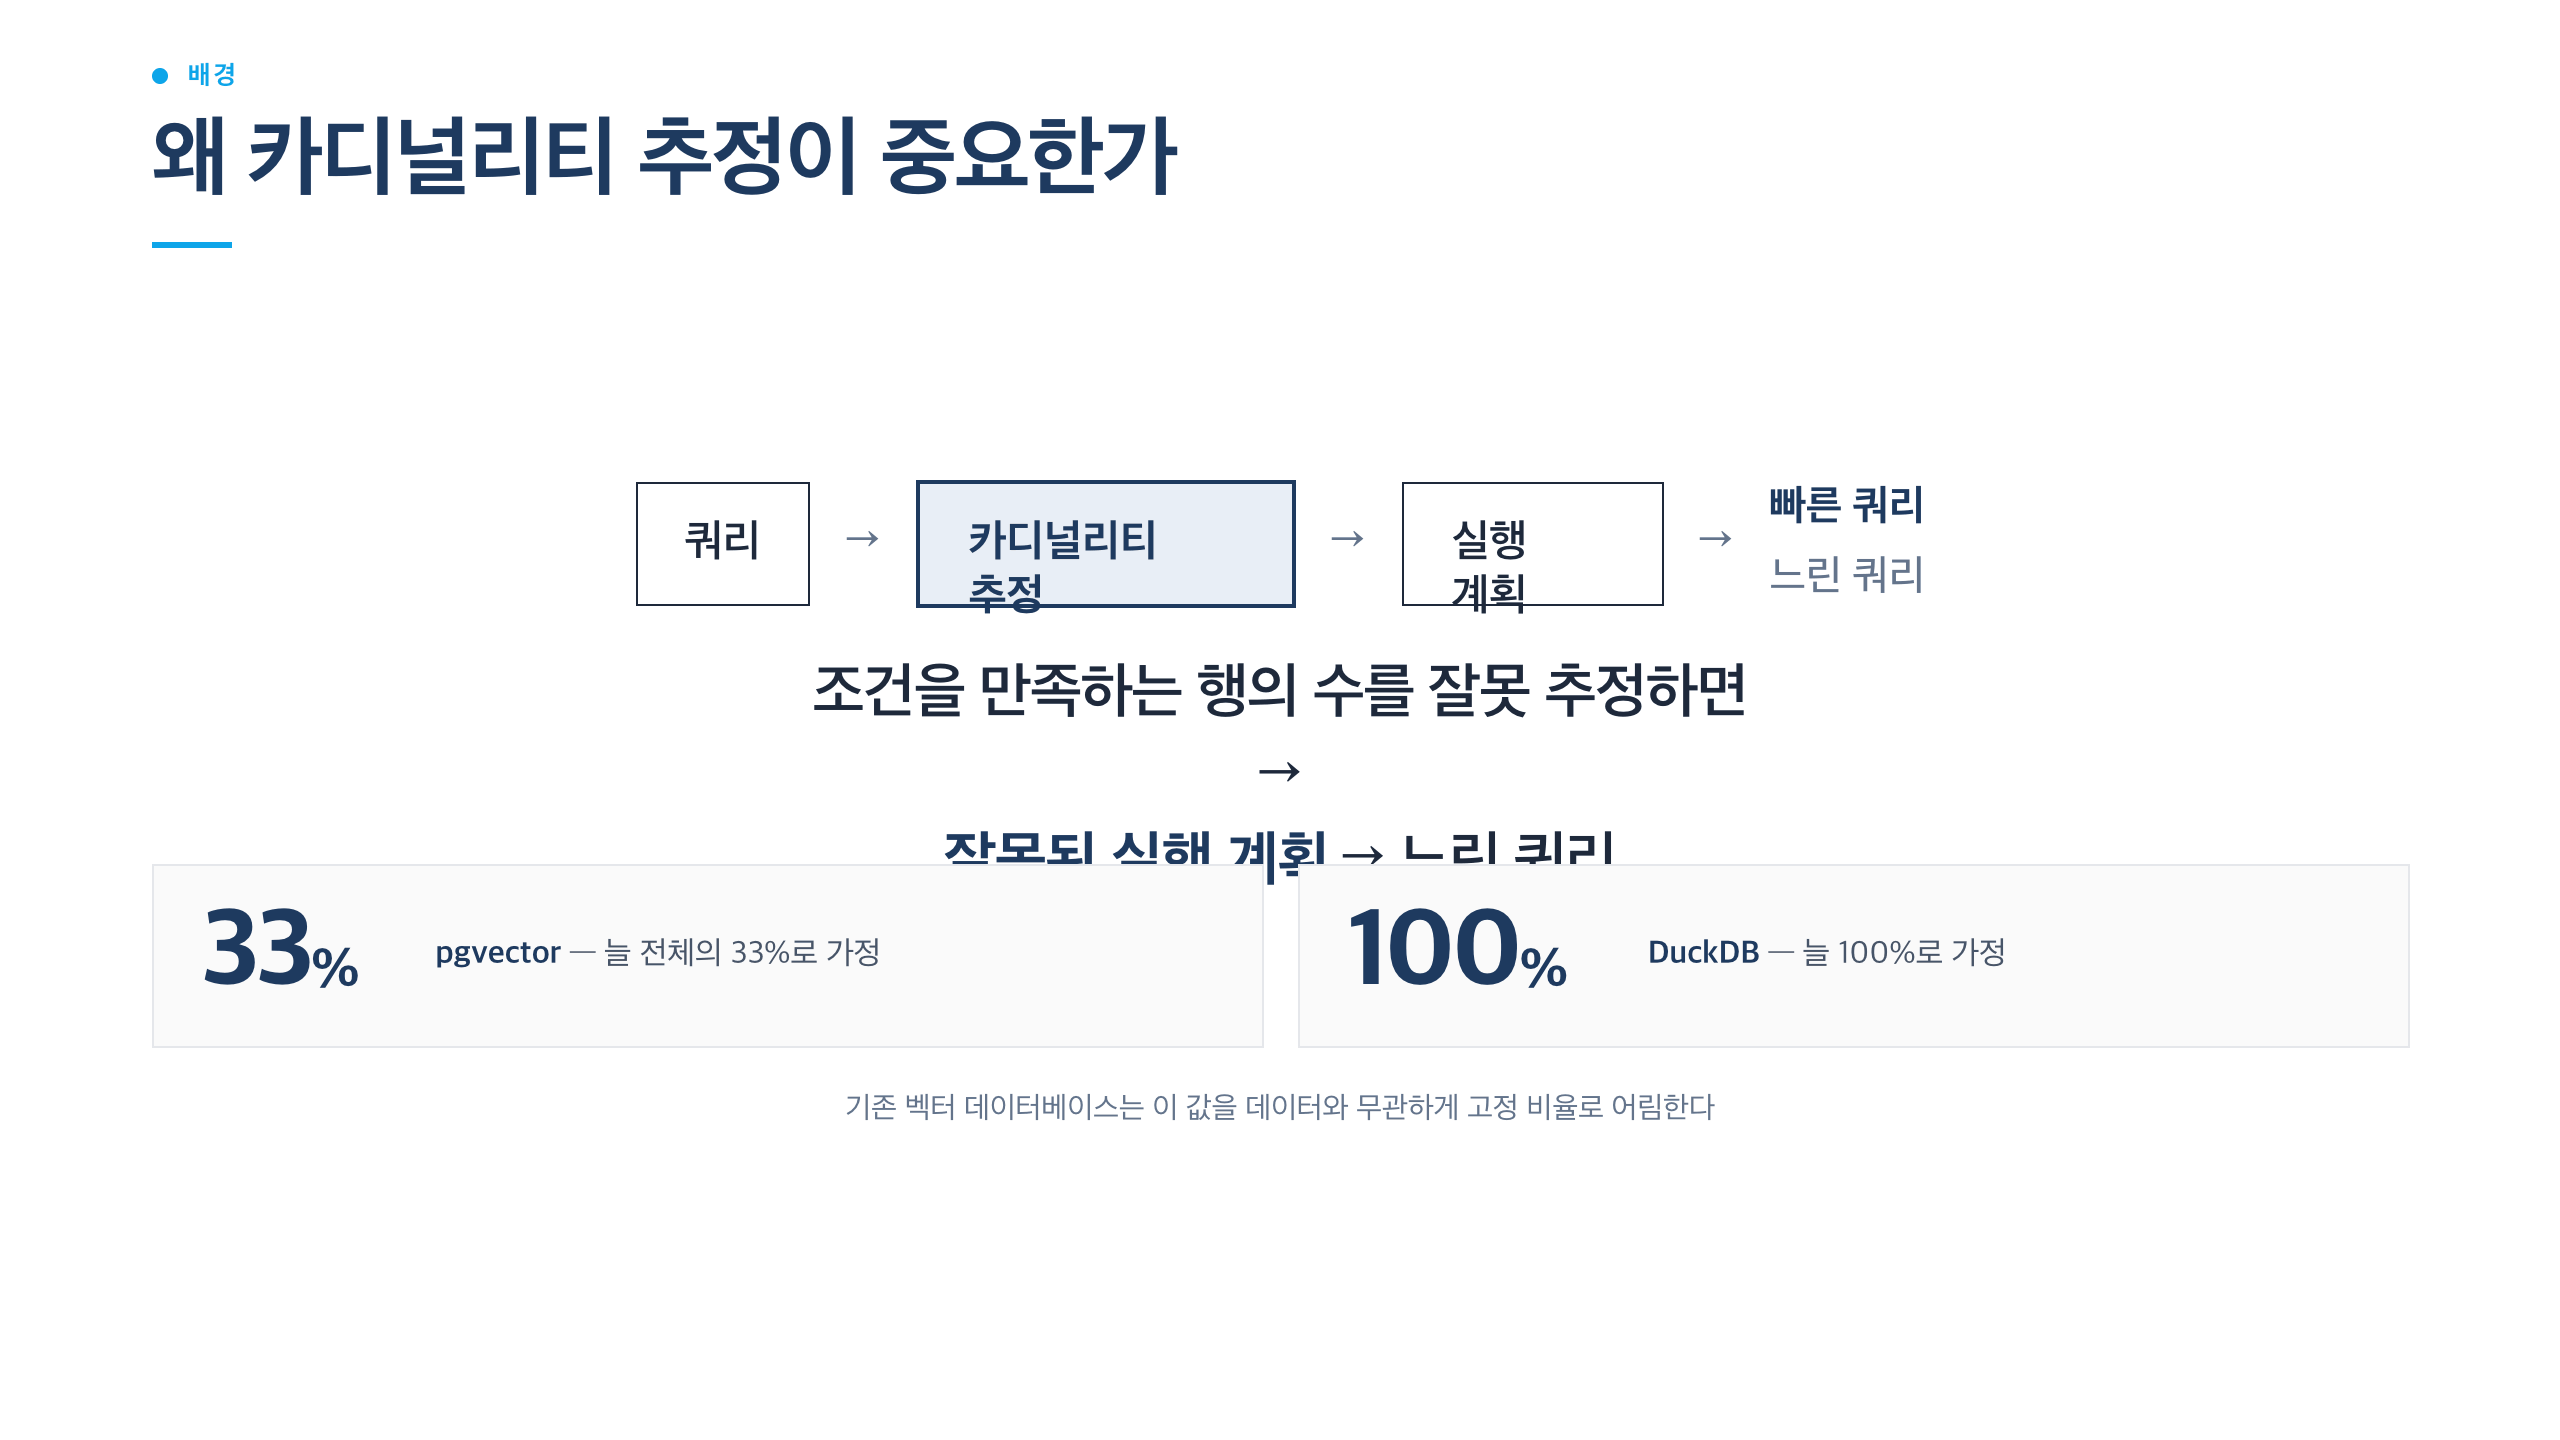 배경
왜 카디널리티 추정이 중요한가
쿼리 → 카디널리티 추정 → 실행 계획 → 빠른 쿼리
느린 쿼리
조건을 만족하는 행의 수를 잘못 추정하면
→
잘못된 실행 계획 → 느린 쿼리
33% pgvector — 늘 전체의 33%로 가정
100% DuckDB — 늘 100%로 가정
기존 벡터 데이터베이스는 이 값을 데이터와 무관하게 고정 비율로 어림한다